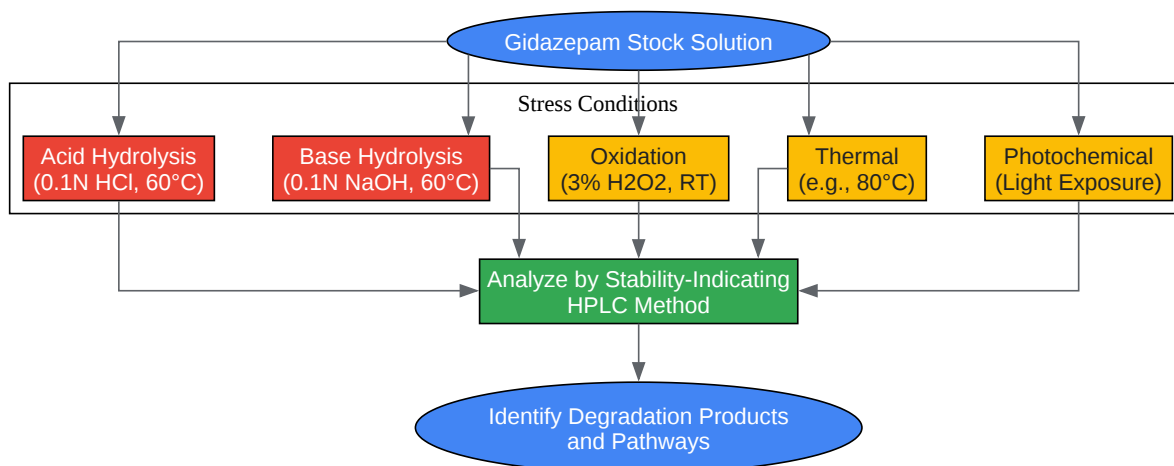 Gidazepam Stock Solution
Stress Conditions
Acid Hydrolysis
(0.1N HCl, 60°C)
Base Hydrolysis
(0.1N NaOH, 60°C)
Oxidation
(3% H2O2, RT)
Thermal
(e.g., 80°C)
Photochemical
(Light Exposure)
Analyze by Stability-Indicating
HPLC Method
Identify Degradation Products
and Pathways